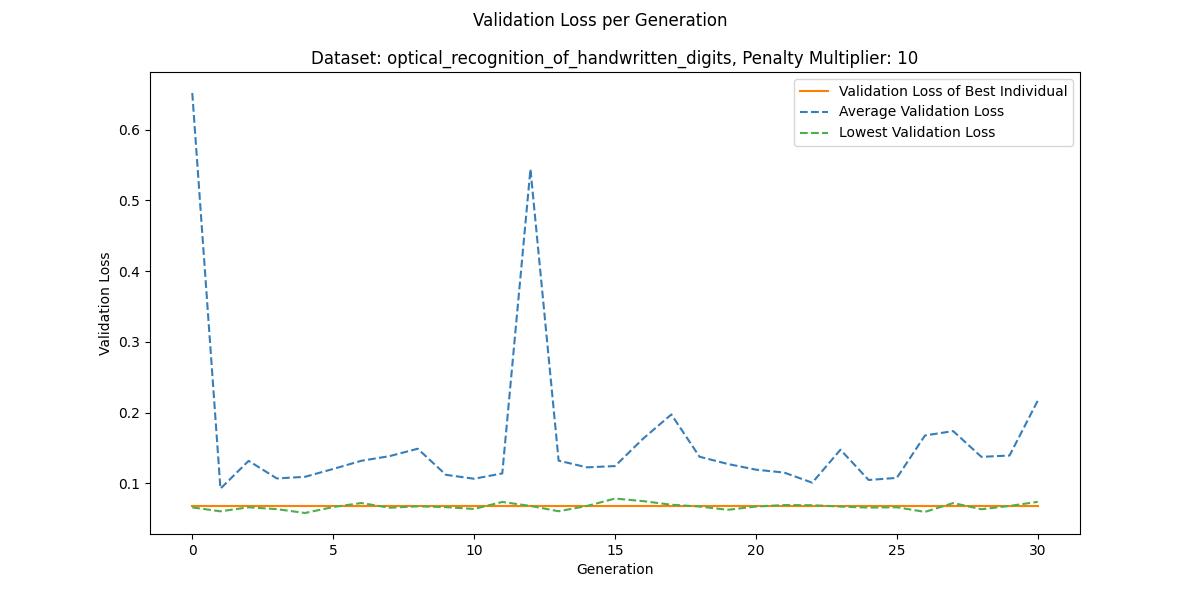 Validation Loss per Generation
Dataset: optical_recognition_of_handwritten_digits, Penalty Multiplier: 10
Validation Loss of Best Individual
Average Validation Loss
Lowest Validation Loss
0.6
0.5
0.4
0.3
0.2
0.1
Validation Loss
0 5 10 15 20 25 30
Generation